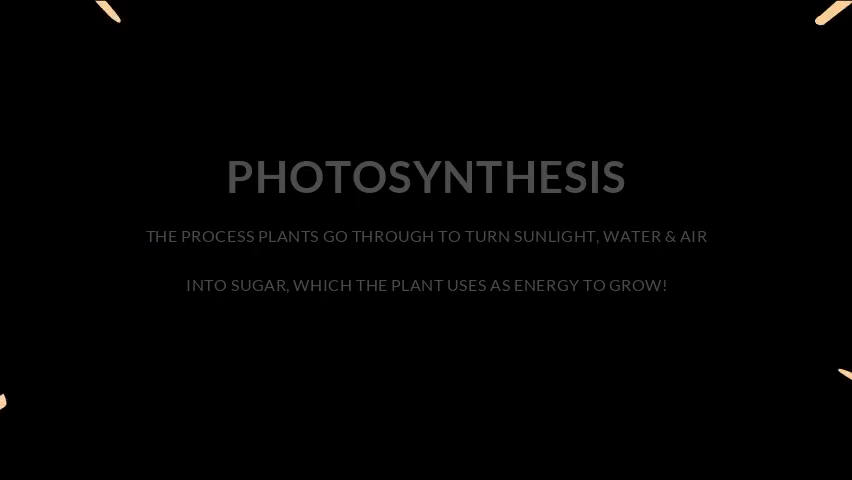 PHOTOSYNTHESIS
THE PROCESS PLANTS GO THROUGH TO TURN SUNLIGHT, WATER & AIR
INTO SUGAR, WHICH THE PLANT USES AS ENERGY TO GROW!